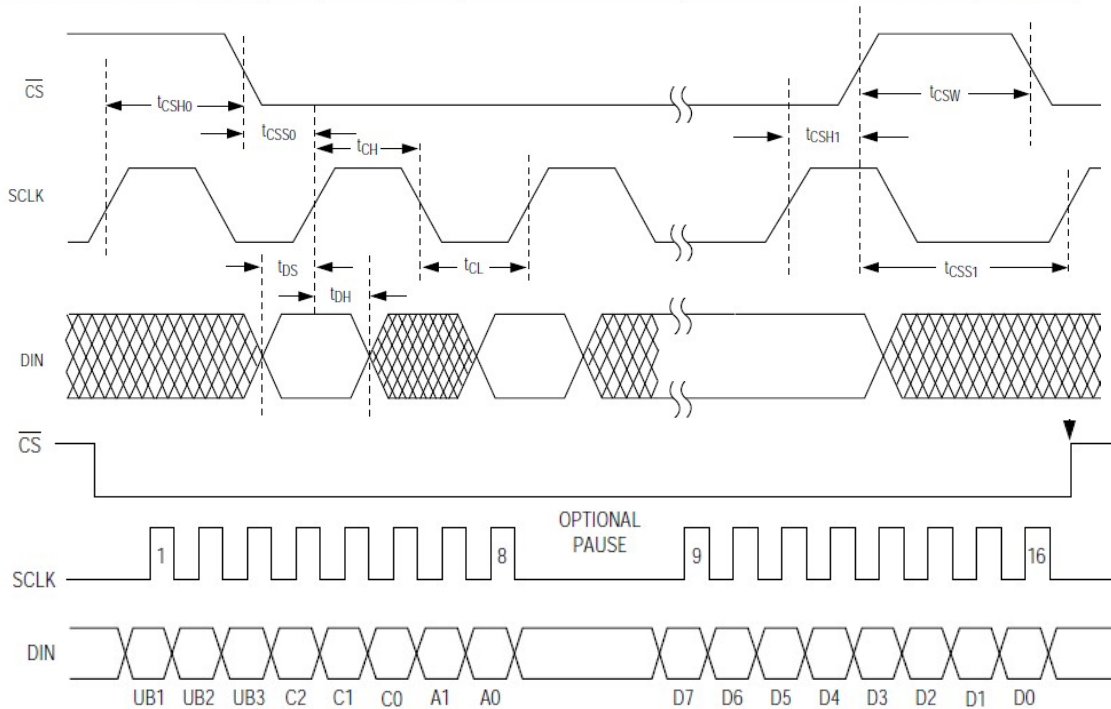 CS
tCSH0
tCSW
tCSS0
tCSH1
tCH
SCLK
tDS
tCL
tCSS1
tDH
DIN
CS
OPTIONAL
PAUSE
1 8 9 16
SCLK
DIN
UB1 UB2 UB3 C2 C1 C0 A1 A0 D7 D6 D5 D4 D3 D2 D1 D0